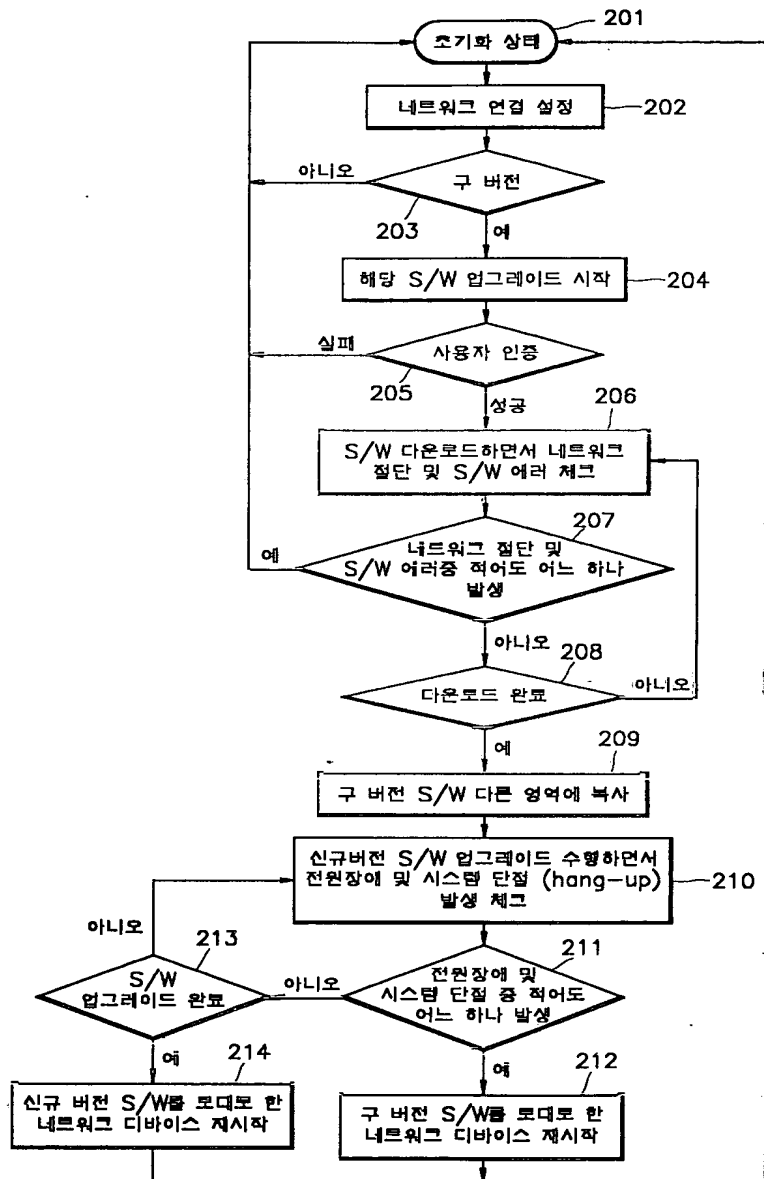 201
초기화 상태
네트워크 연결 설정
202
아니오
구 버전
203
예
해당 S/W 업그레이드 시작
204
실패
사용자 인증
205
성공
206
S/W 다운로드하면서 네트워크
절단 및 S/W 에러 체크
207
예
네트워크 절단 및
S/W 에러중 적어도 어느 하나
발생
아니오
208
다운로드 완료
아니오
예
209
구 버전 S/W 다른 영역에 복사
신규버전 S/W 업그레이드 수행하면서
전원장애 및 시스템 단절 (hang-up)
발생 체크
210
아니오
213
211
S/W
업그레이드 완료
아니오
전원장애 및
시스템 단절 중 적어도
어느 하나 발생
예
214
예
212
신규 버전 S/W를 토대로 한
네트워크 디바이스 재시작
구 버전 S/W를 토대로 한
네트워크 디바이스 재시작